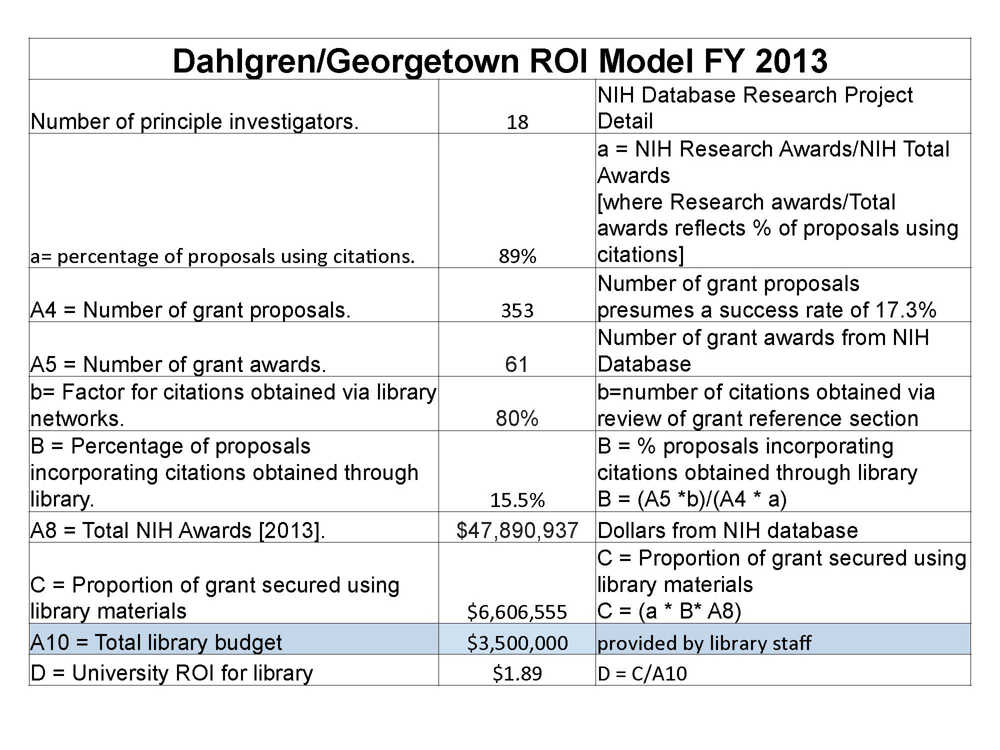 Dahlgren/Georgetown ROI Model FY 2013
Number of principle investigators.
18
NIH Database Research Project
Detail
a= percentage of proposals using citations.
89%
a = NIH Research Awards/NIH Total
Awards
[where Research awards/Total
awards reflects % of proposals using
citations]
A4 = Number of grant proposals.
353
Number of grant proposals
presumes a success rate of 17.3%
A5 = Number of grant awards.
61
Number of grant awards from NIH
Database
b= Factor for citations obtained via library
networks.
80%
b=number of citations obtained via
review of grant reference section
B = Percentage of proposals
incorporating citations obtained through
library.
15.5%
B = % proposals incorporating
citations obtained through library
B = (A5 *b)/(A4 * a)
A8 = Total NIH Awards [2013].
$47,890,937
Dollars from NIH database
C = Proportion of grant secured using
library materials
$6,606,555
C = Proportion of grant secured using
library materials
C = (a * B* A8)
A10 = Total library budget
$3,500,000
provided by library staff
D = University ROI for library
$1.89
D = C/A10